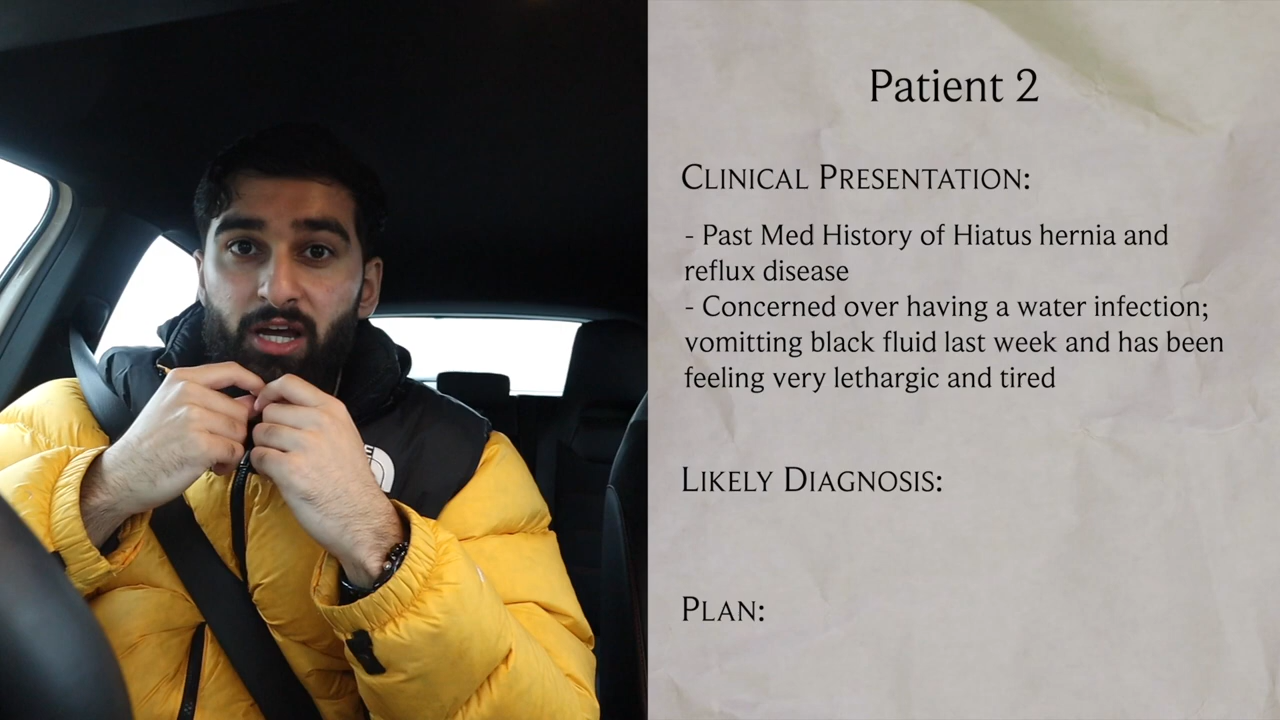 Patient 2
Clinical Presentation:
- Past Med History of Hiatus hernia and
reflux disease
- Concerned over having a water infection;
vomitting black fluid last week and has been
feeling very lethargic and tired
Likely Diagnosis:
Plan: